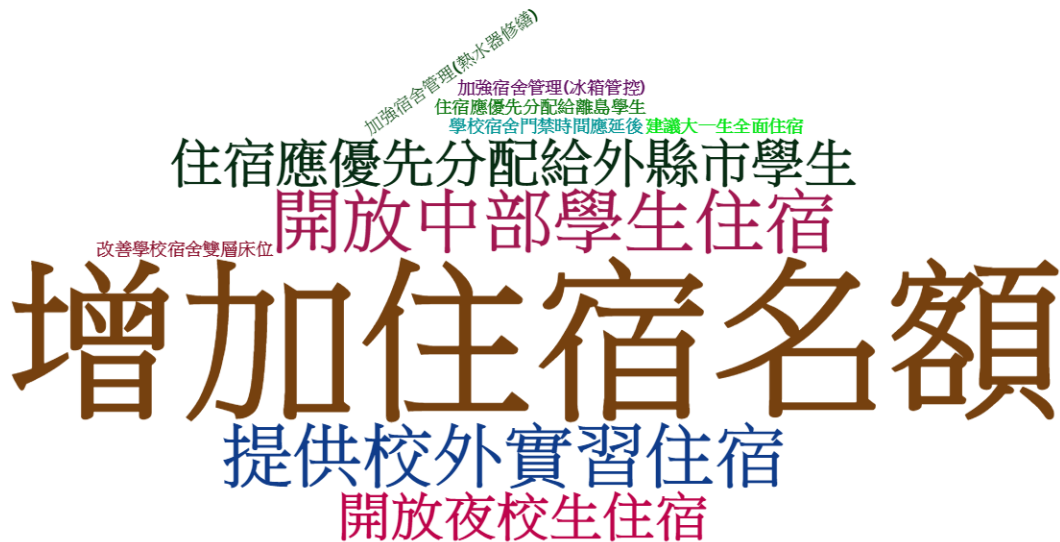 加強宿舍管理(熱水器修繕)
加強宿舍管理(冰箱管控)
住宿應優先分配給離島學生
學校宿舍門禁時間應延後
建議大一生全面住宿
住宿應優先分配給外縣市學生
開放中部學生住宿
改善學校宿舍雙層床位
增加住宿名額
提供校外實習住宿
開放夜校生住宿